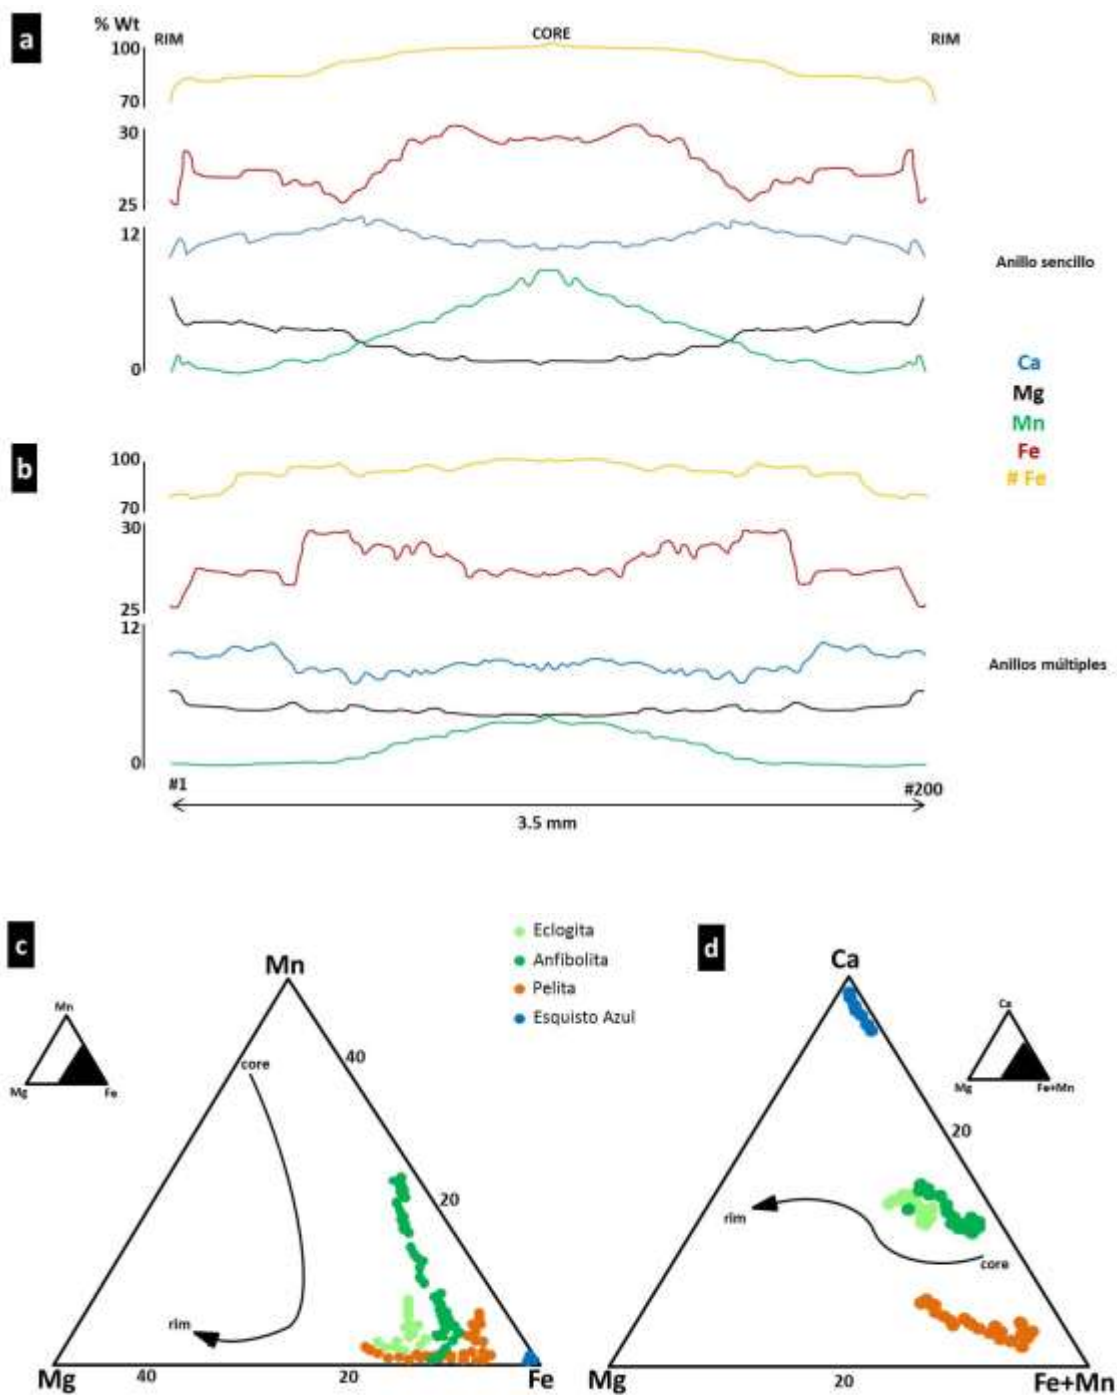 a
% Wt
RIM
CORE
RIM
100
70
30
25
12
0
Anillo sencillo
Ca
Mg
Mn
Fe
# Fe
b
100
70
30
25
12
0
Anillos múltiples
#1
#200
3.5 mm
c
Mn
Mn
Mg
Fe
core
40
20
rim
Mg
40
20
Fe
Eclogita
Anfibolita
Pelita
Esquisto Azul
d
Ca
Ca
Mg
Fe+Mn
20
rim
core
Mg
20
Fe+Mn